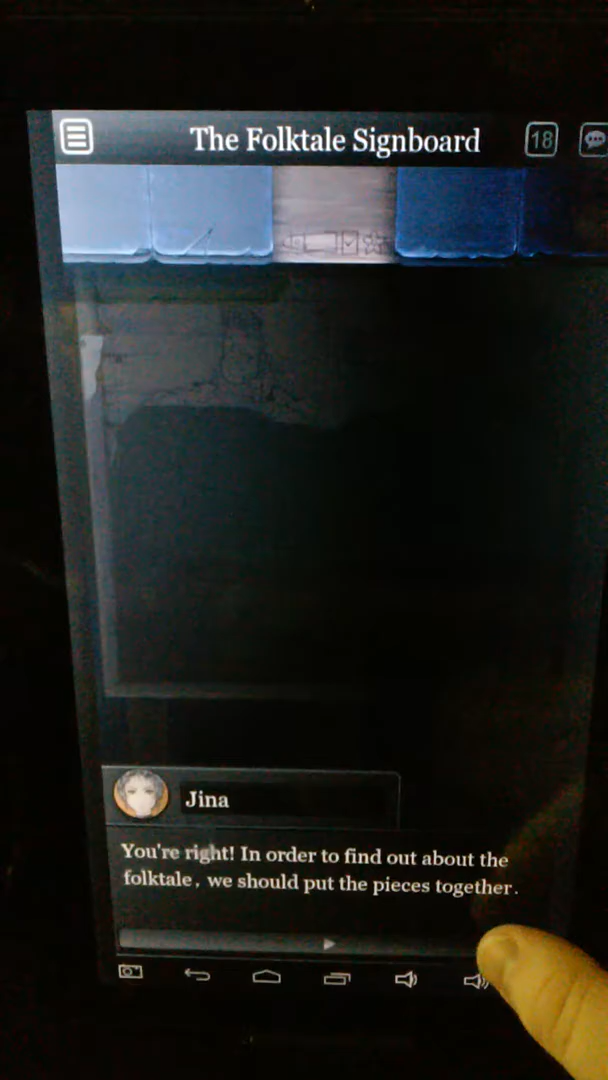 The Folktale Signboard
18
Jina
You're right! In order to find out about the
folktale, we should put the pieces together.